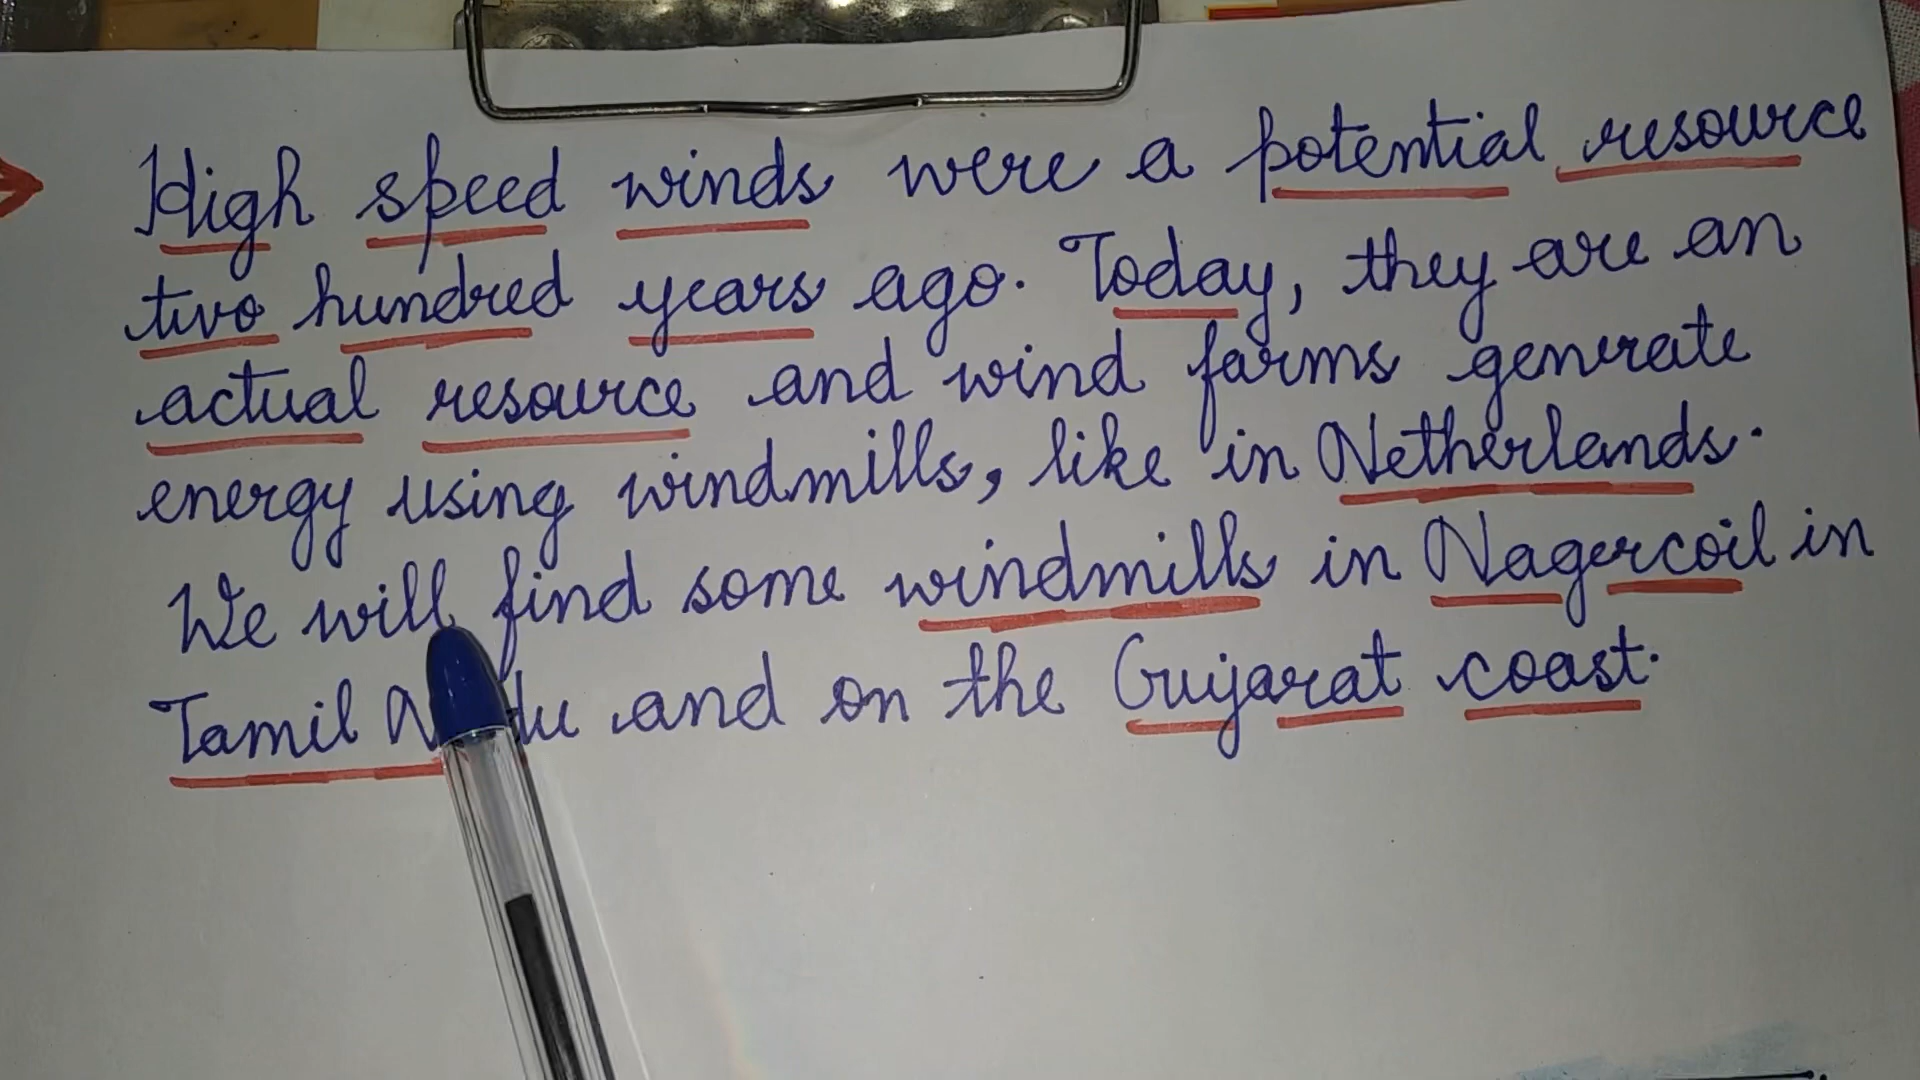 High speed winds were a potential resource
two hundred years ago. Today, they are an
actual resource and wind farms generate
energy using windmills, like in Netherlands.
We will find some windmills in Nagercoil in
Tamil and on the Gujarat coast.